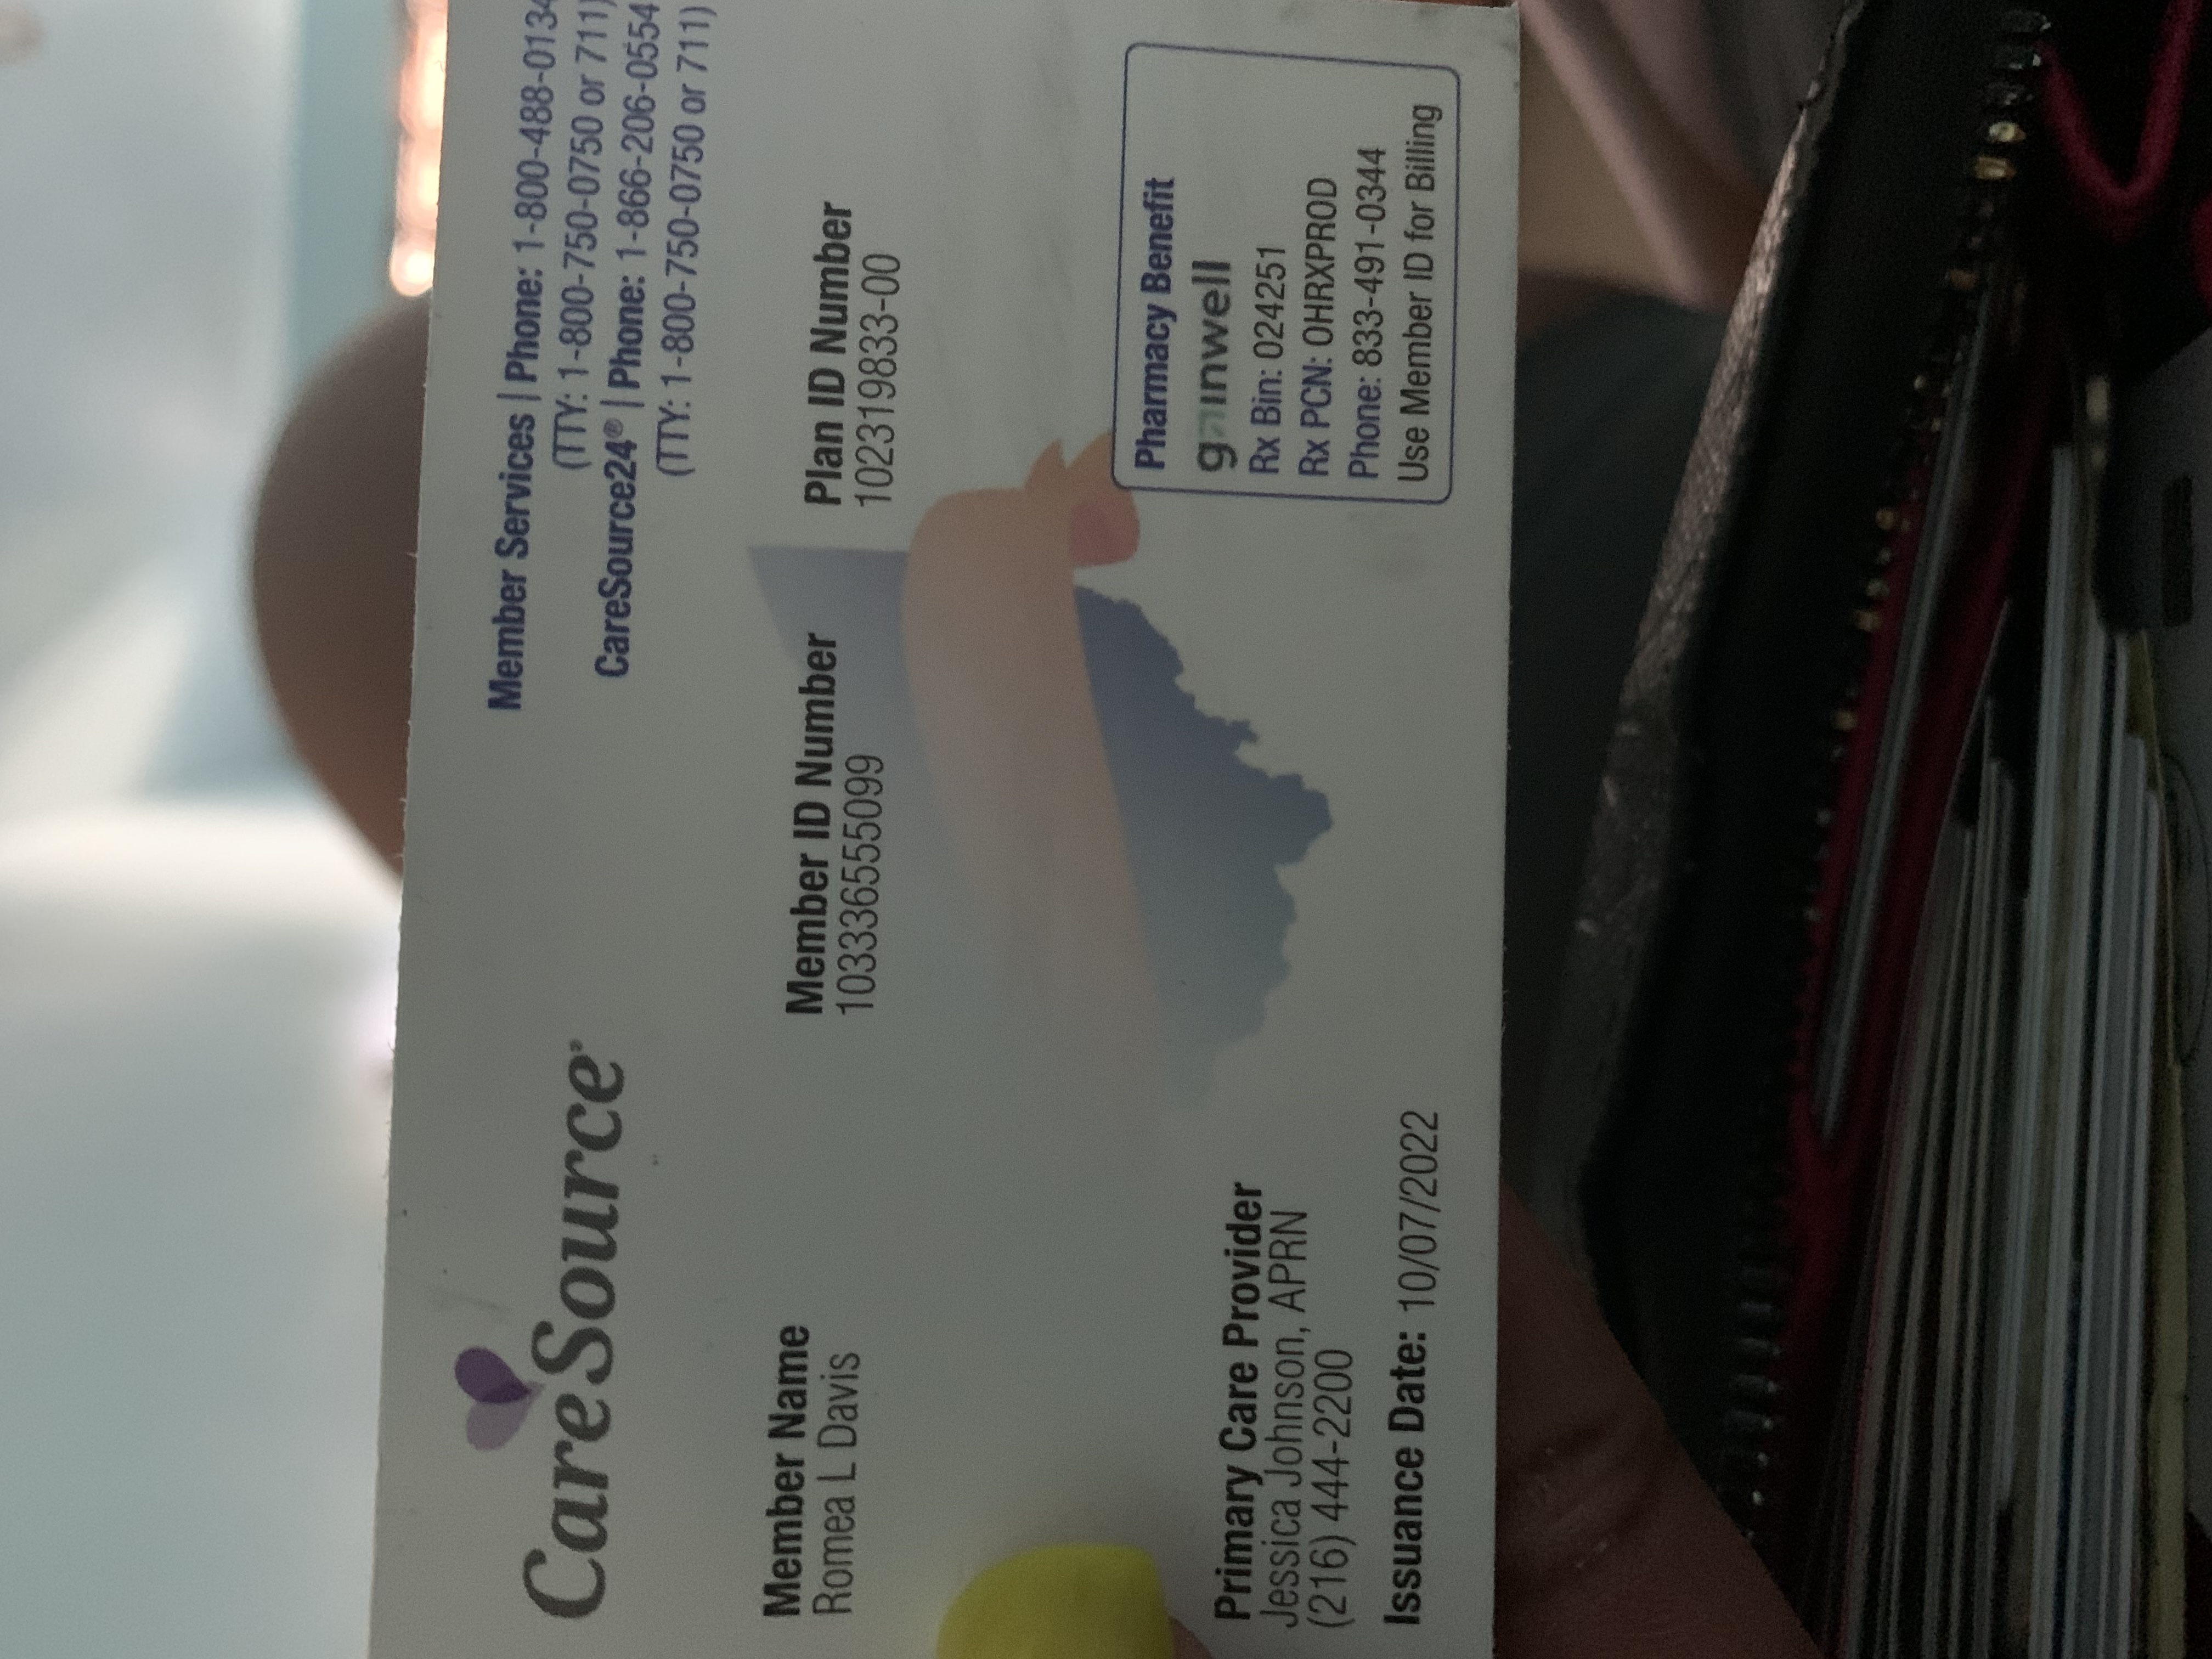 CareSource®
Member Services | Phone: 1-800-488-0134
(TTY: 1-800-750-0750 or 711)
CareSource24® | Phone: 1-866-206-0554
(TTY: 1-800-750-0750 or 711)
Member Name
Romea L Davis
Member ID Number
103336555099
Plan ID Number
102319833-00
Primary Care Provider
Jessica Johnson, APRN
(216) 444-2200
Issuance Date: 10/07/2022
Pharmacy Benefit
gainwell
Rx Bin: 024251
Rx PCN: OHRXPROD
Phone: 833-491-0344
Use Member ID for Billing